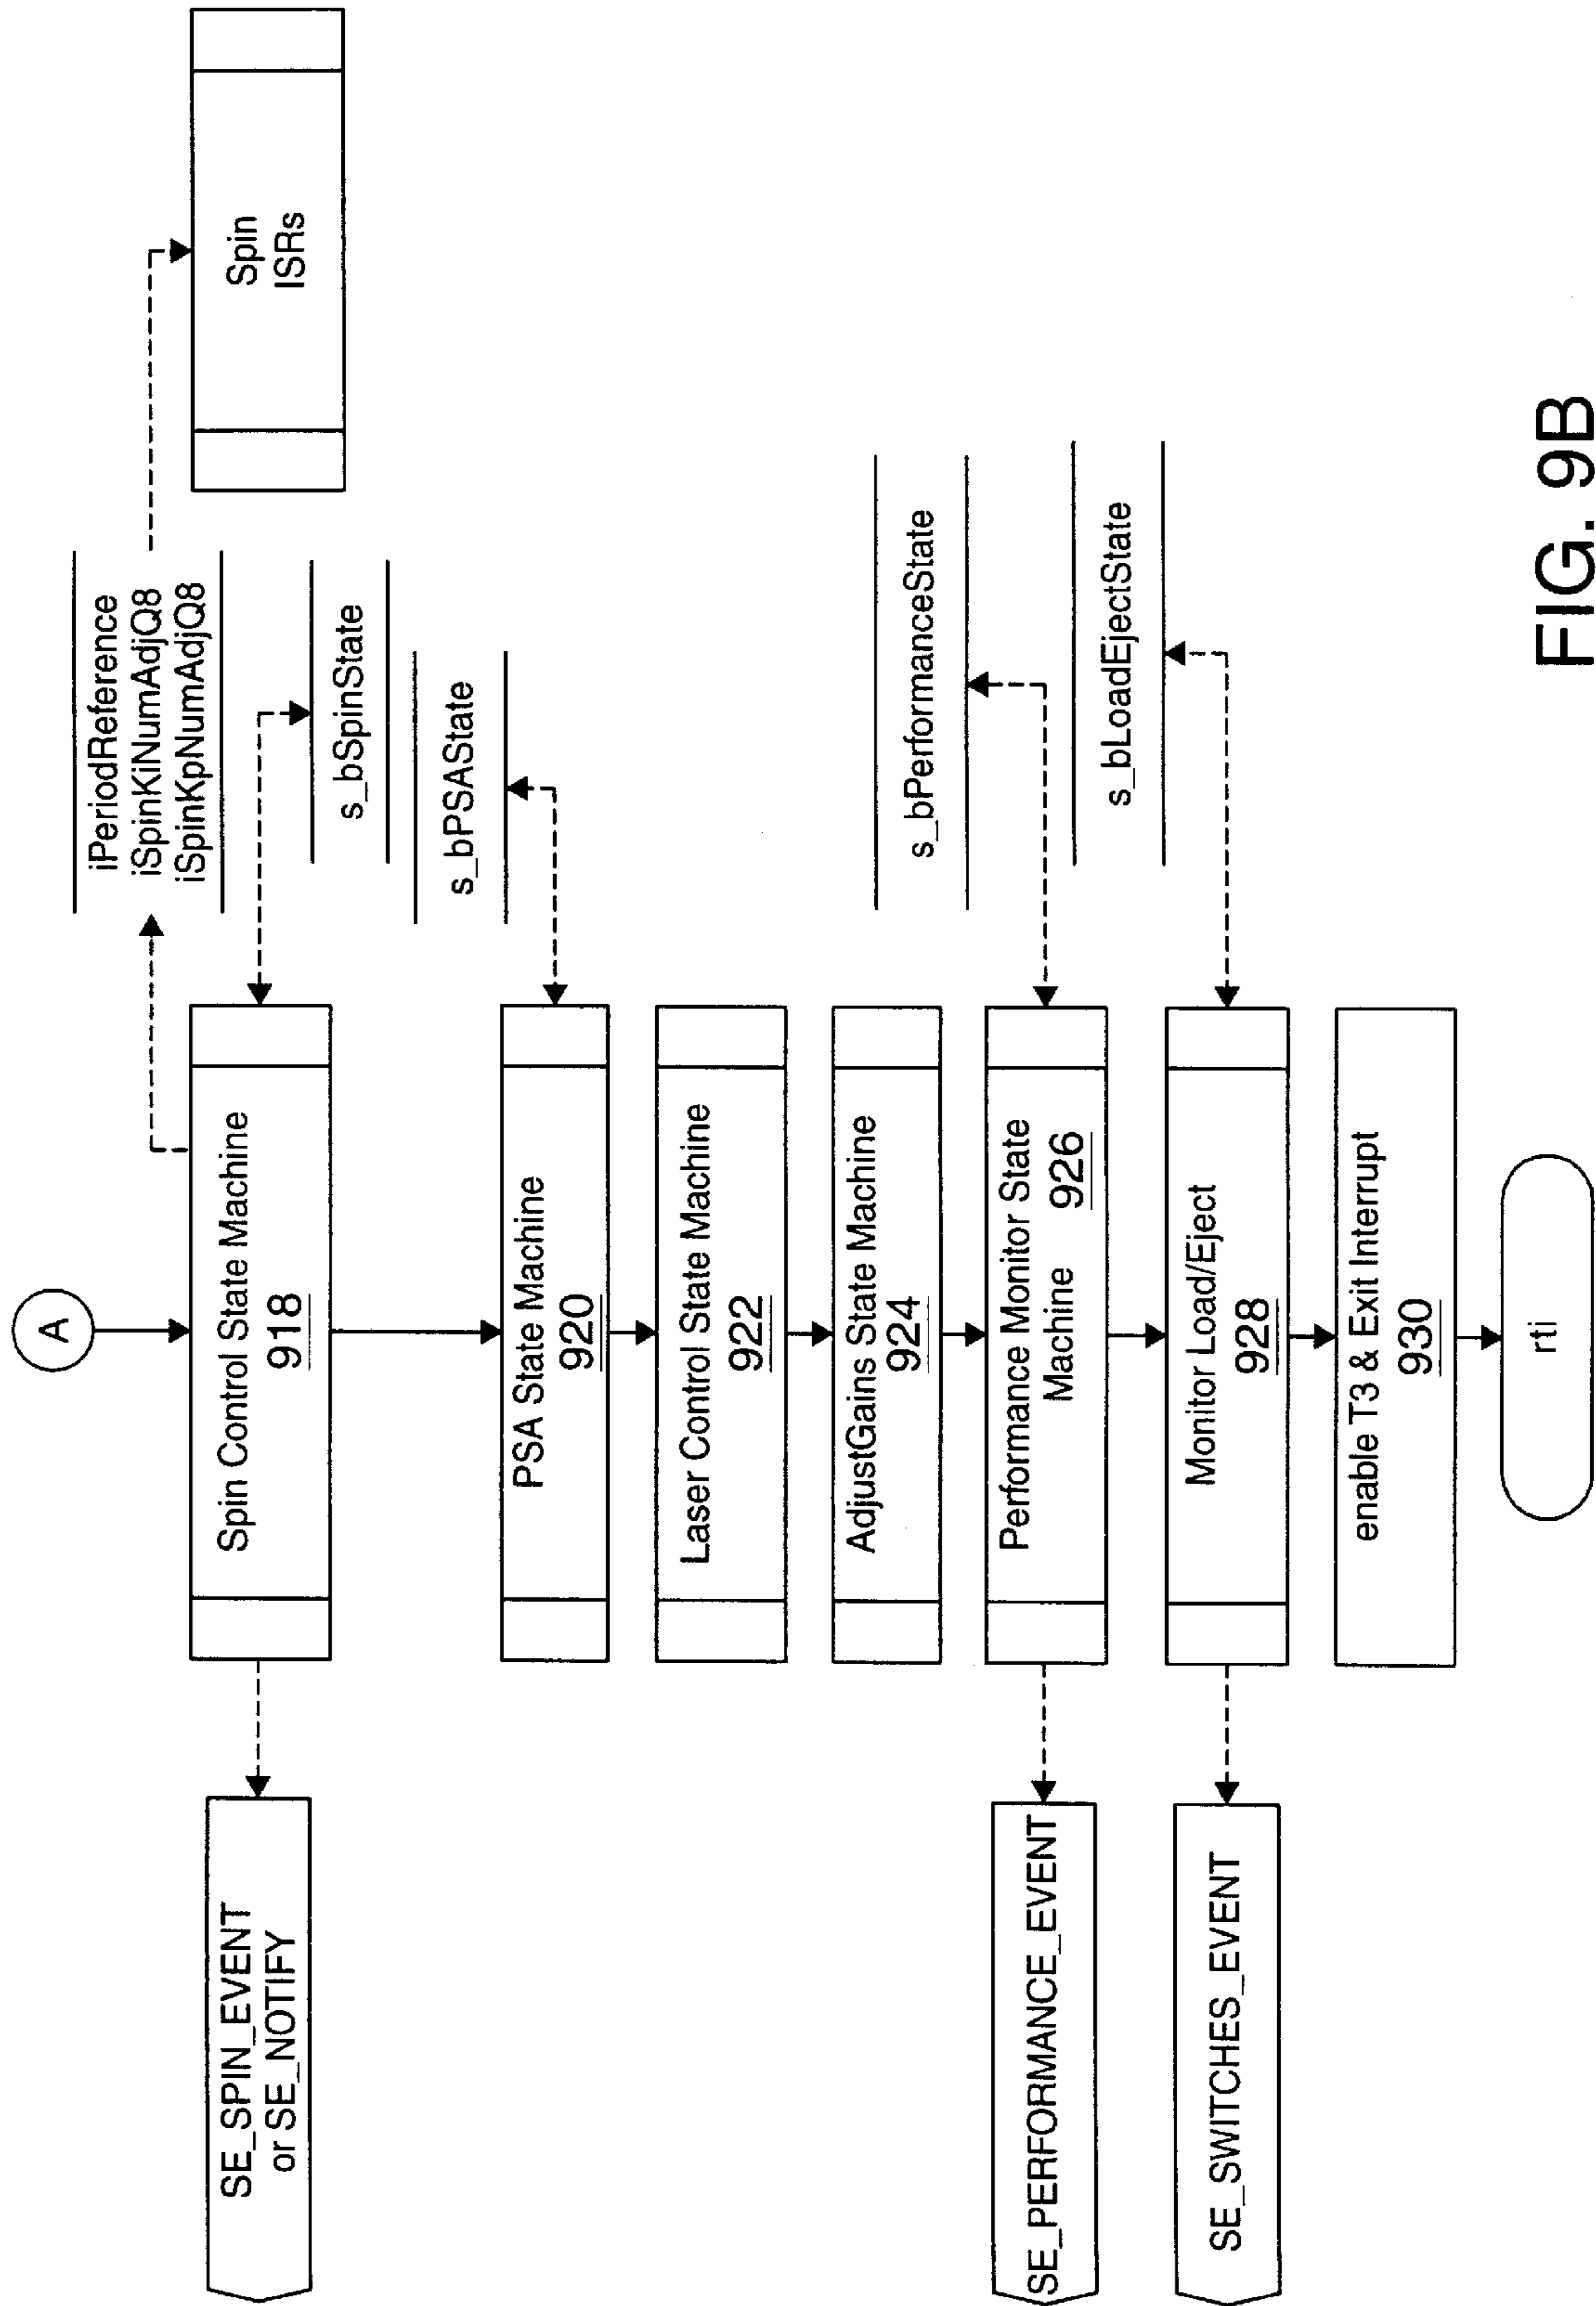 A
Spin Control State Machine
918
iPeriodReference
iSpinKiNumAdjQ8
iSpinKpNumAdjQ8
Spin
ISRs
SE_SPIN_EVENT
or SE_NOTIFY
s_bSpinState
s_bPSAState
PSA State Machine
920
Laser Control State Machine
922
AdjustGains State Machine
924
s_bPerformanceState
Performance Monitor State
Machine 926
SE_PERFORMANCE_EVENT
s_bLoadEjectState
Monitor Load/Eject
928
SE_SWITCHES_EVENT
enable T3 & Exit Interrupt
930
rti
FIG. 9B